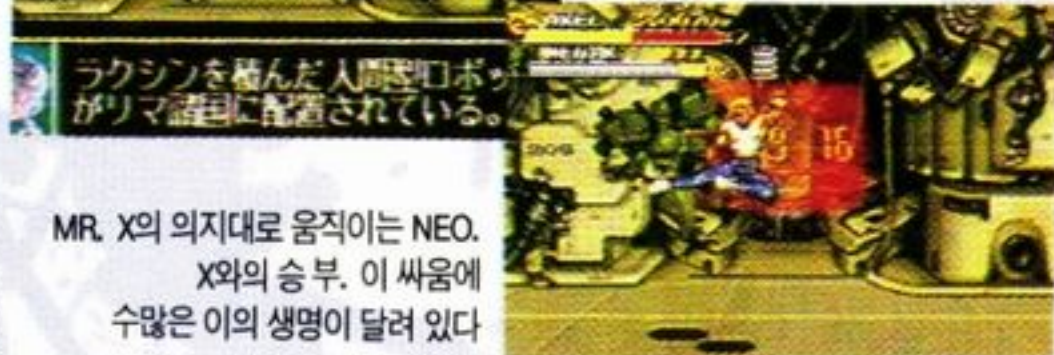 ラクシンを積んだ人間型ロボッ
がリマ諸国に配置されている。
AXEL
16
MR. X의 의지대로 움직이는 NEO.
X와의 승 부. 이 싸움에
수많은 이의 생명이 달려 있다